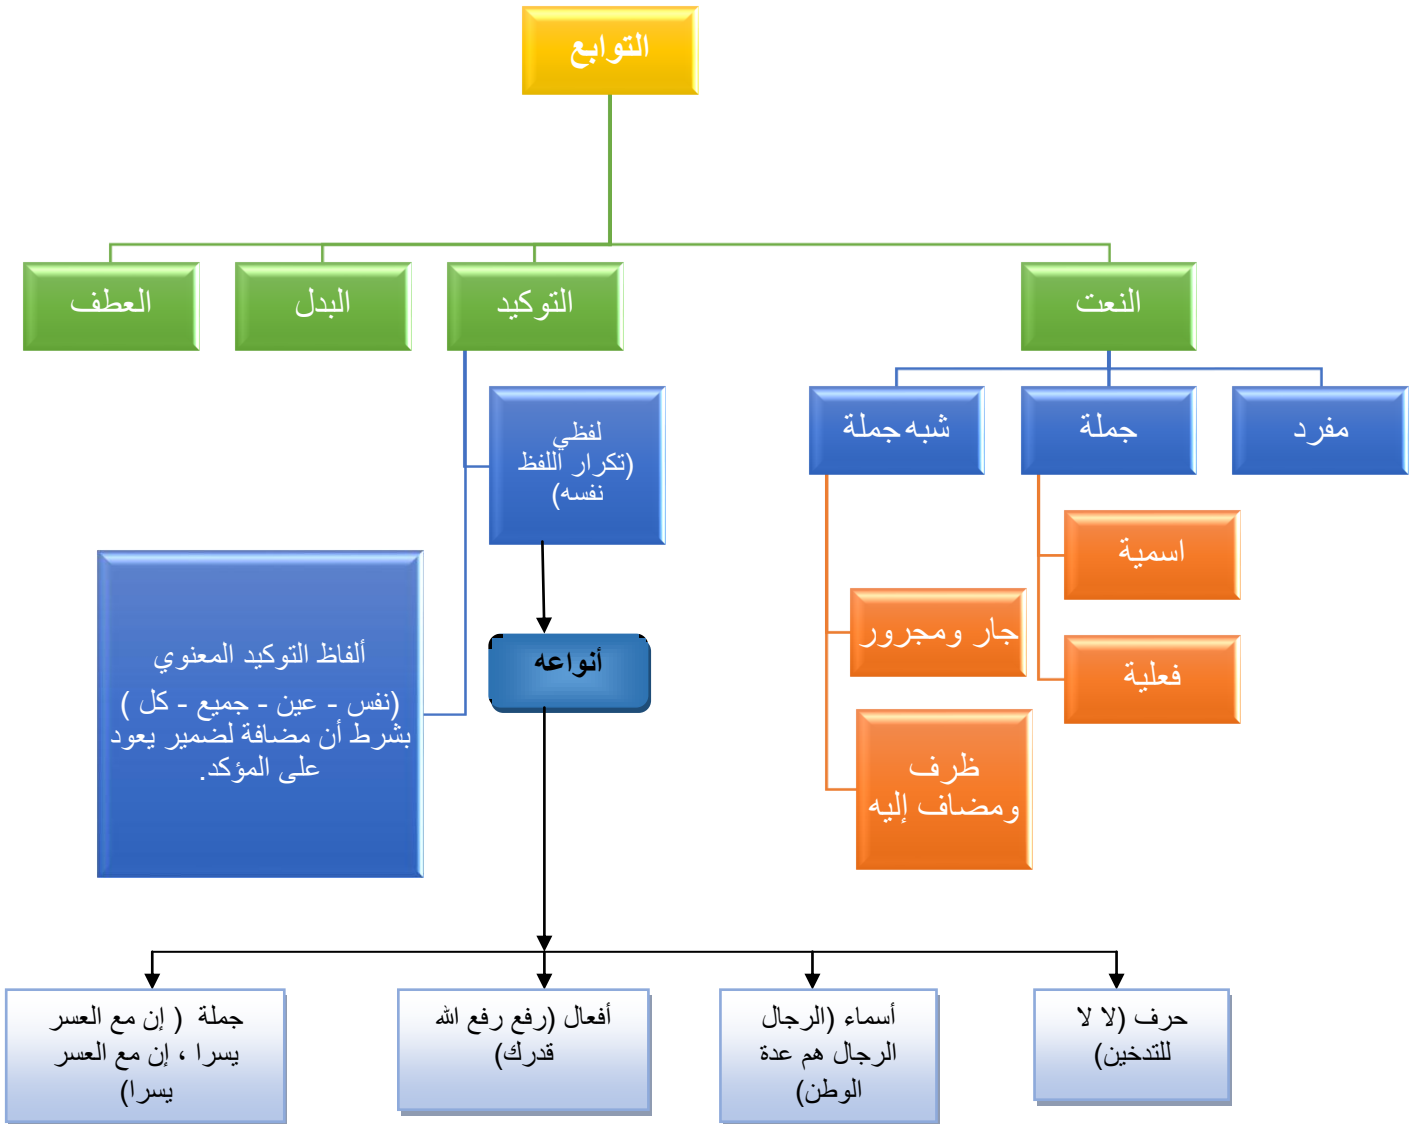 التوابع
النعت
التوكيد
البدل
العطف
مفرد
جملة
شبه جملة
اسمية
فعلية
جار ومجرور
ظرف
ومضاف إليه
لفظي
(تكرار اللفظ
نفسه)
ألفاظ التوكيد المعنوي
(نفس - عين - جميع - كل )
بشرط أن مضافة لضمير يعود
على المؤكد.
أنواعه
حرف (لا لا
للتدخين)
أسماء (الرجال
الرجال هم عدة
الوطن)
أفعال (رفع رفع الله
قدرك)
جملة ( إن مع العسر
يسرا ، إن مع العسر
يسرا)